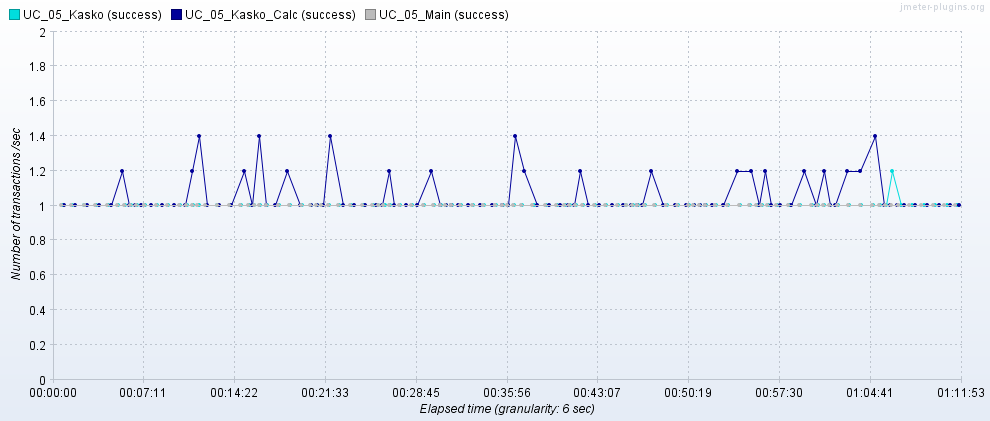 UC_05_Kasko (success) UC_05_Kasko_Calc (success) UC_05_Main (success)
jmeter-plugins.org
Number of transactions /sec
2
1.8
1.6
1.4
1.2
1
0.8
0.6
0.4
0.2
0
00:00:00 00:07:11 00:14:22 00:21:33 00:28:45 00:35:56 00:43:07 00:50:19 00:57:30 01:04:41 01:11:53
Elapsed time (granularity: 6 sec)